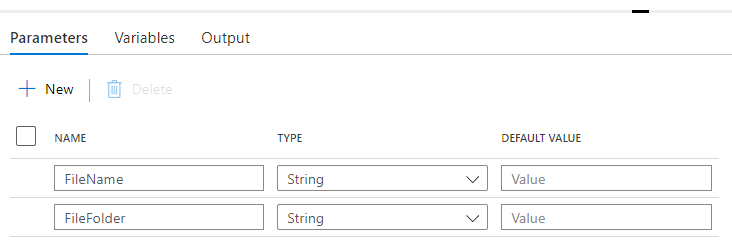 Parameters Variables Output
New Delete
NAME TYPE DEFAULT VALUE
FileName String Value
FileFolder String Value